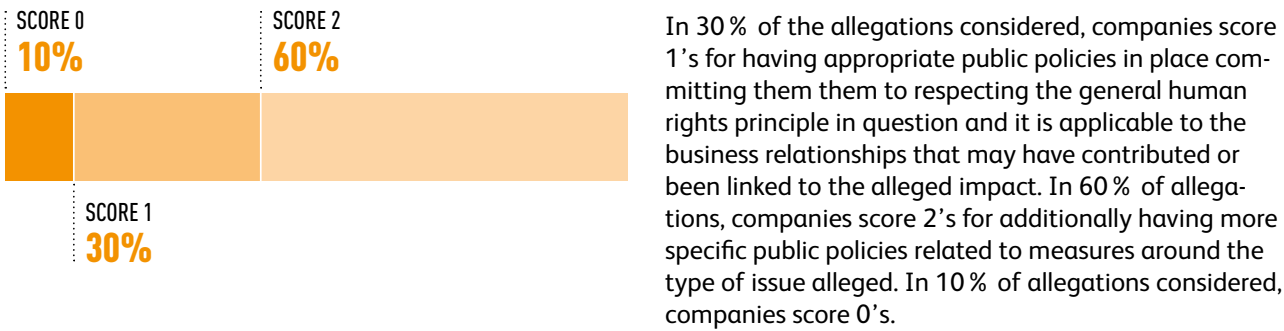 SCORE 0
10%
SCORE 2
60%
SCORE 1
30%
In 30 % of the allegations considered, companies score
1’s for having appropriate public policies in place com-
mitting them them to respecting the general human
rights principle in question and it is applicable to the
business relationships that may have contributed or
been linked to the alleged impact. In 60 % of allega-
tions, companies score 2’s for additionally having more
specific public policies related to measures around the
type of issue alleged. In 10 % of allegations considered,
companies score 0’s.